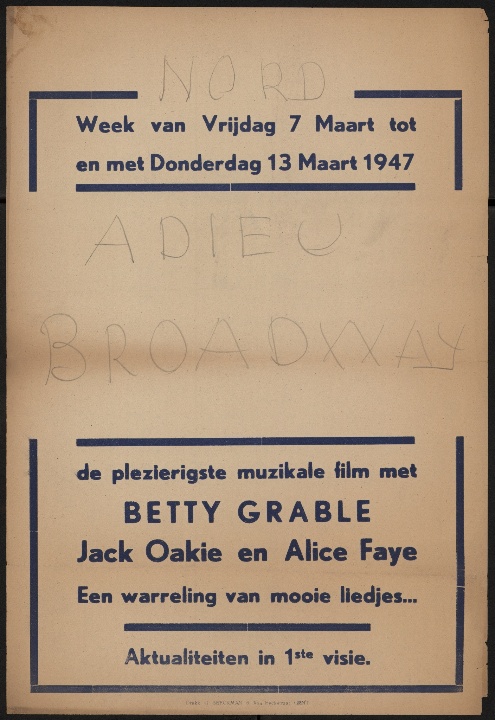 NORD
Week van Vrijdag 7 Maart tot
en met Donderdag 13 Maart 1947
ADIEU
BROADWAY
de plezierigste muzikale film met
BETTY GRABLE
Jack Oakie en Alice Faye
Een warreling van mooie liedjes...
Aktualiteiten in 1ste visie.